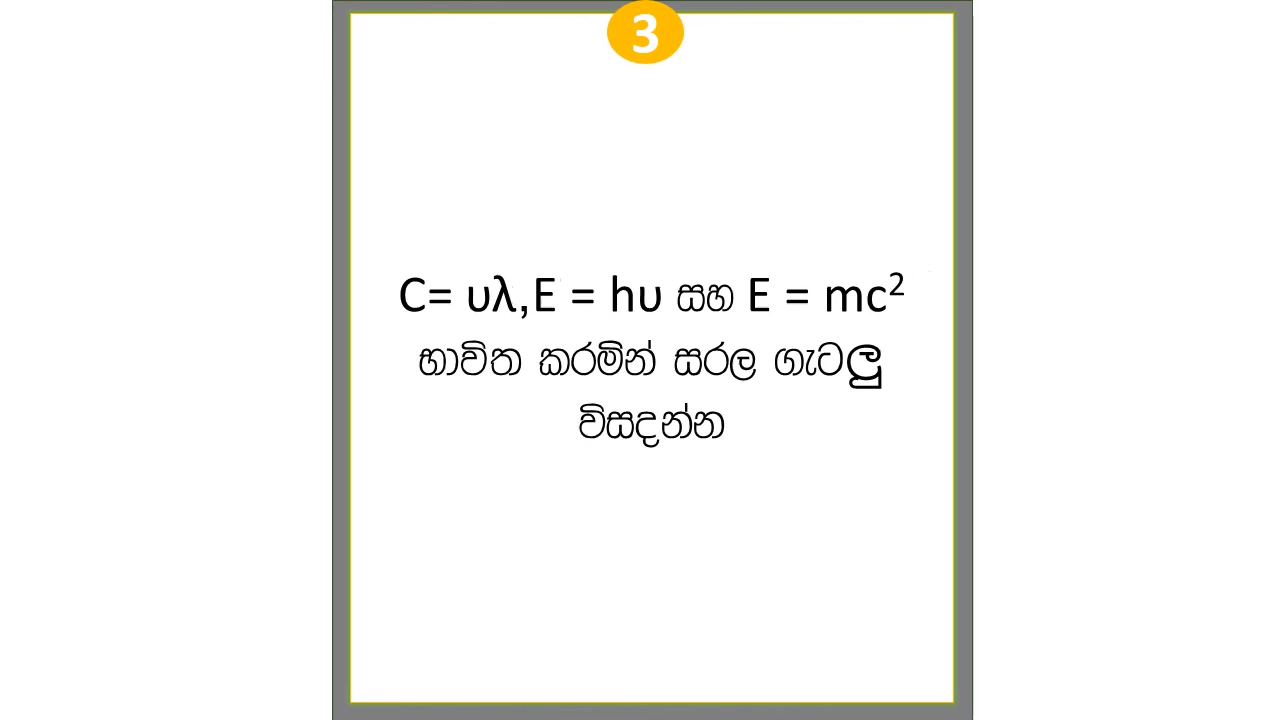 3
C= υλ,E = hυ සහ E = mc²
භාවිත කරමින් සරල ගැටලු
විසදන්න